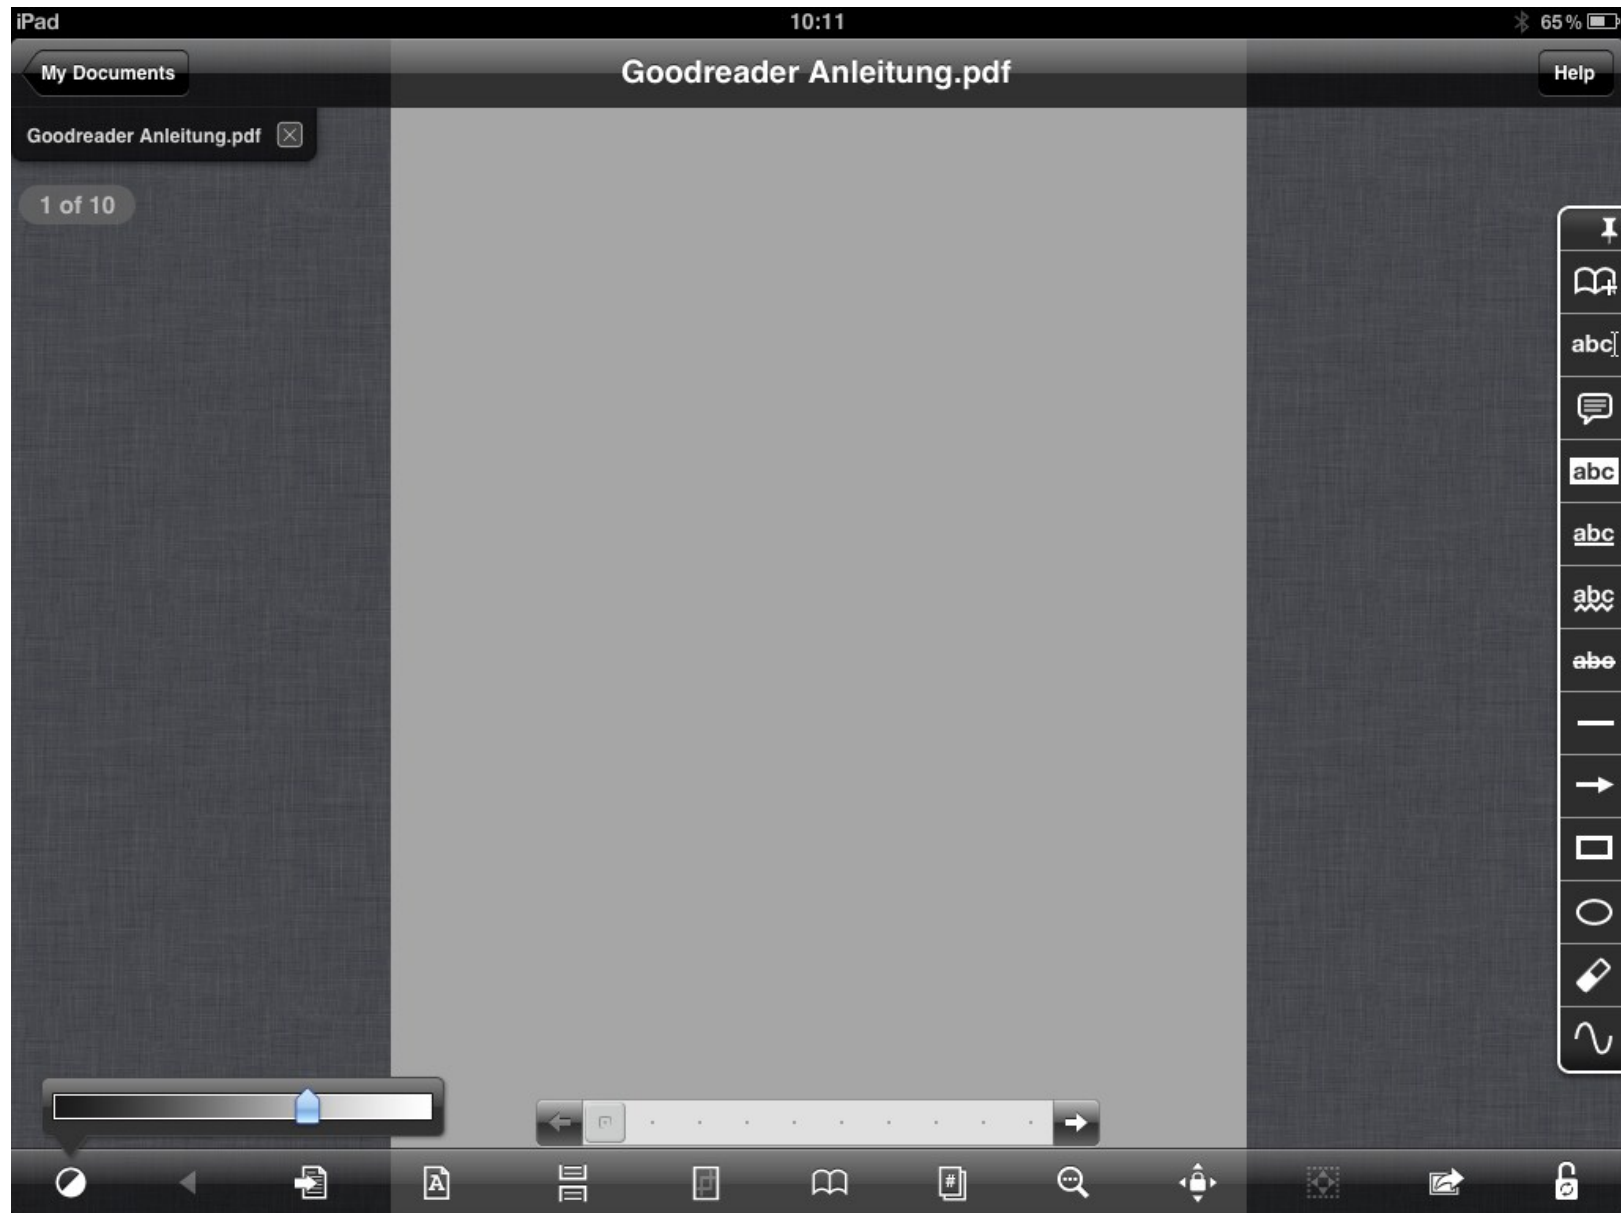 iPad 10:11 65%
My Documents Goodreader Anleitung.pdf Help
Goodreader Anleitung.pdf
1 of 10
abc
abc
abc
abc
abc
A
#